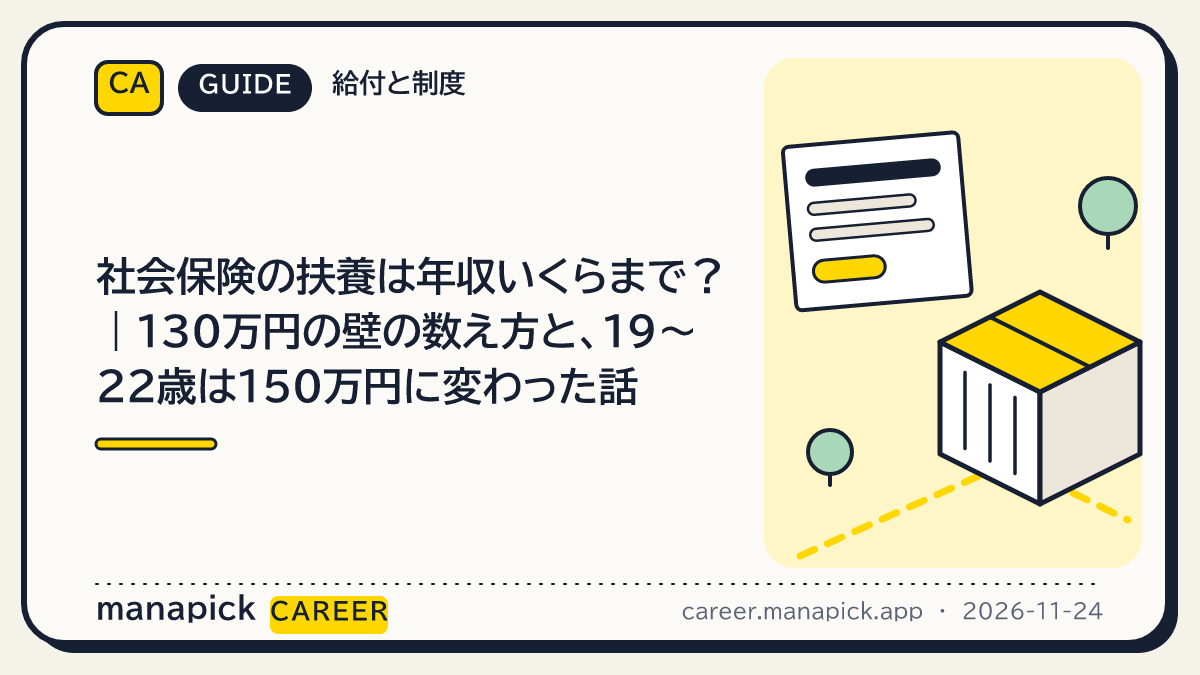 CA GUIDE 給付と制度
社会保険の扶養は年収いくらまで？
｜130万円の壁の数え方と、19〜
22歳は150万円に変わった話
manapick CAREER
career.manapick.app ・ 2026-11-24